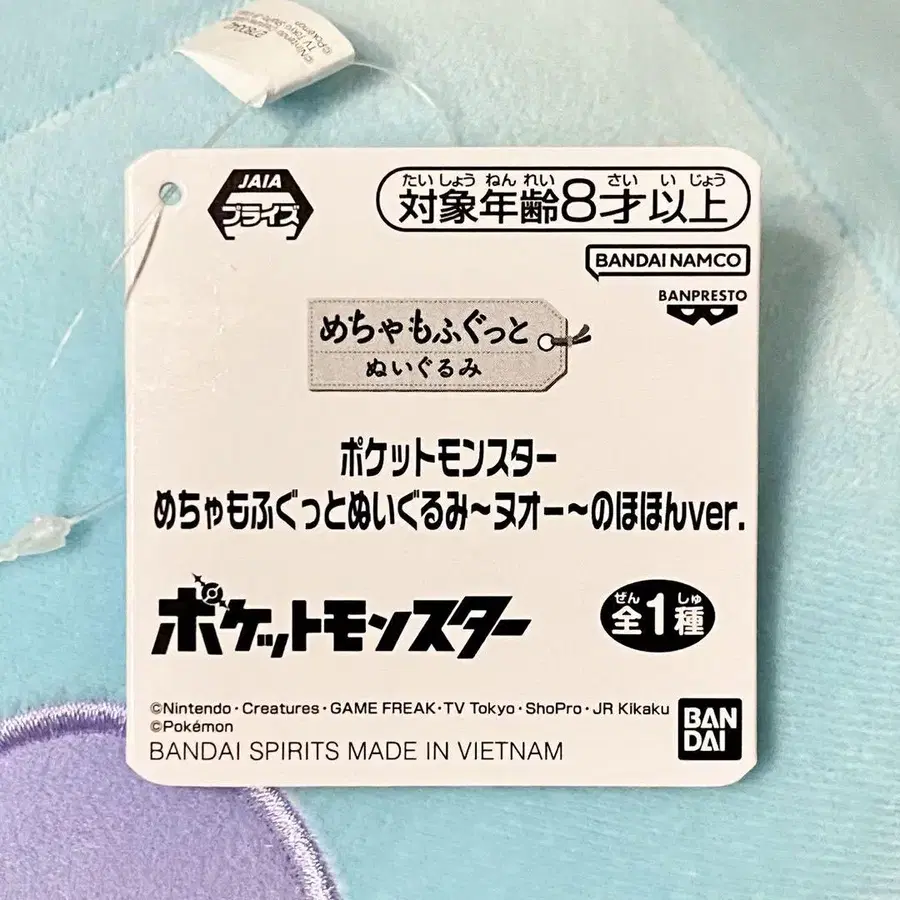 ©Nintendo
TV Tokyo
©Pokémon
JAIA
プライズ
たいしょうねんれい さい いじょう
対象年齢8才以上
BANDAI NAMCO
BANPRESTO
めちゃもふぐっと
ぬいぐるみ
ポケットモンスター
めちゃもふぐっとぬいぐるみ〜ヌオー〜のほほんver.
ポケットモンスター
ぜん しゅ
全1種
©Nintendo・Creatures・GAME FREAK・TV Tokyo・ShoPro・JR Kikaku
©Pokémon
BANDAI SPIRITS MADE IN VIETNAM
BAN
DAI